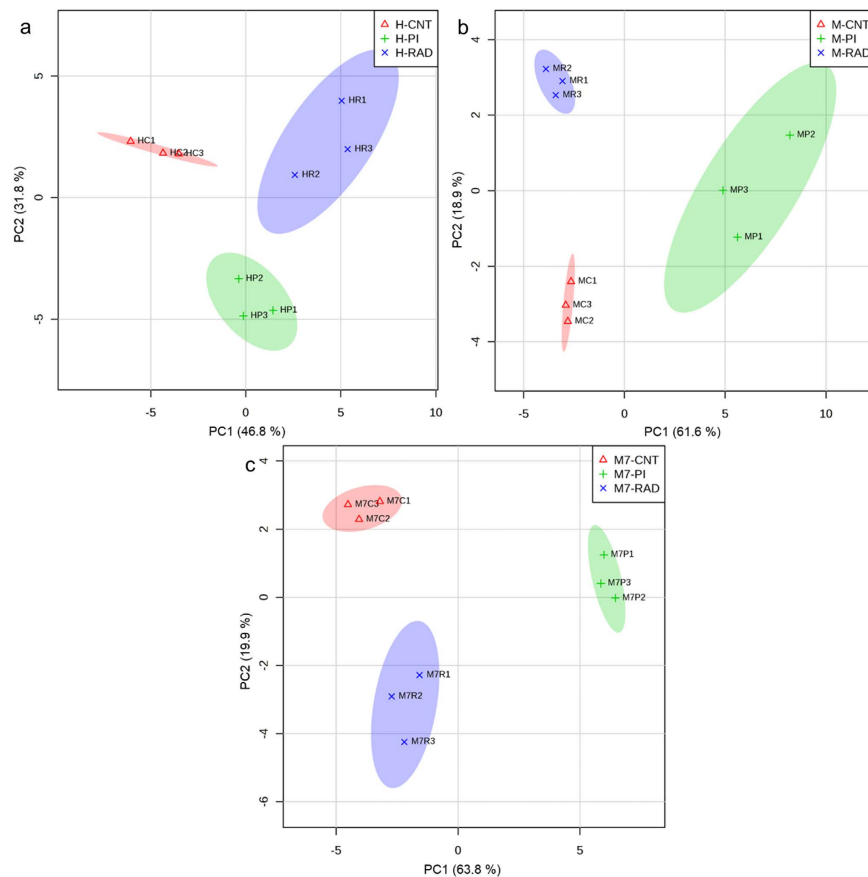 a
H-CNT
H-PI
H-RAD
5
0
-5
HR1
HR3
HR2
HC1
HC2
HC3
HP2
HP3
HP1
-5
0
5
10
PC1 (46.8 %)
PC2 (31.8 %)
b
M-CNT
M-PI
M-RAD
4
2
0
-2
-4
MR2
MR1
MR3
MP2
MP3
MP1
MC1
MC3
MC2
-5
0
5
10
PC1 (61.6 %)
PC2 (18.9 %)
c
M7-CNT
M7-PI
M7-RAD
4
2
0
-2
-4
-6
M7C3
M7C1
M7C2
M7P1
M7P3
M7P2
M7R1
M7R2
M7R3
-5
0
5
PC1 (63.8 %)
PC2 (19.9 %)